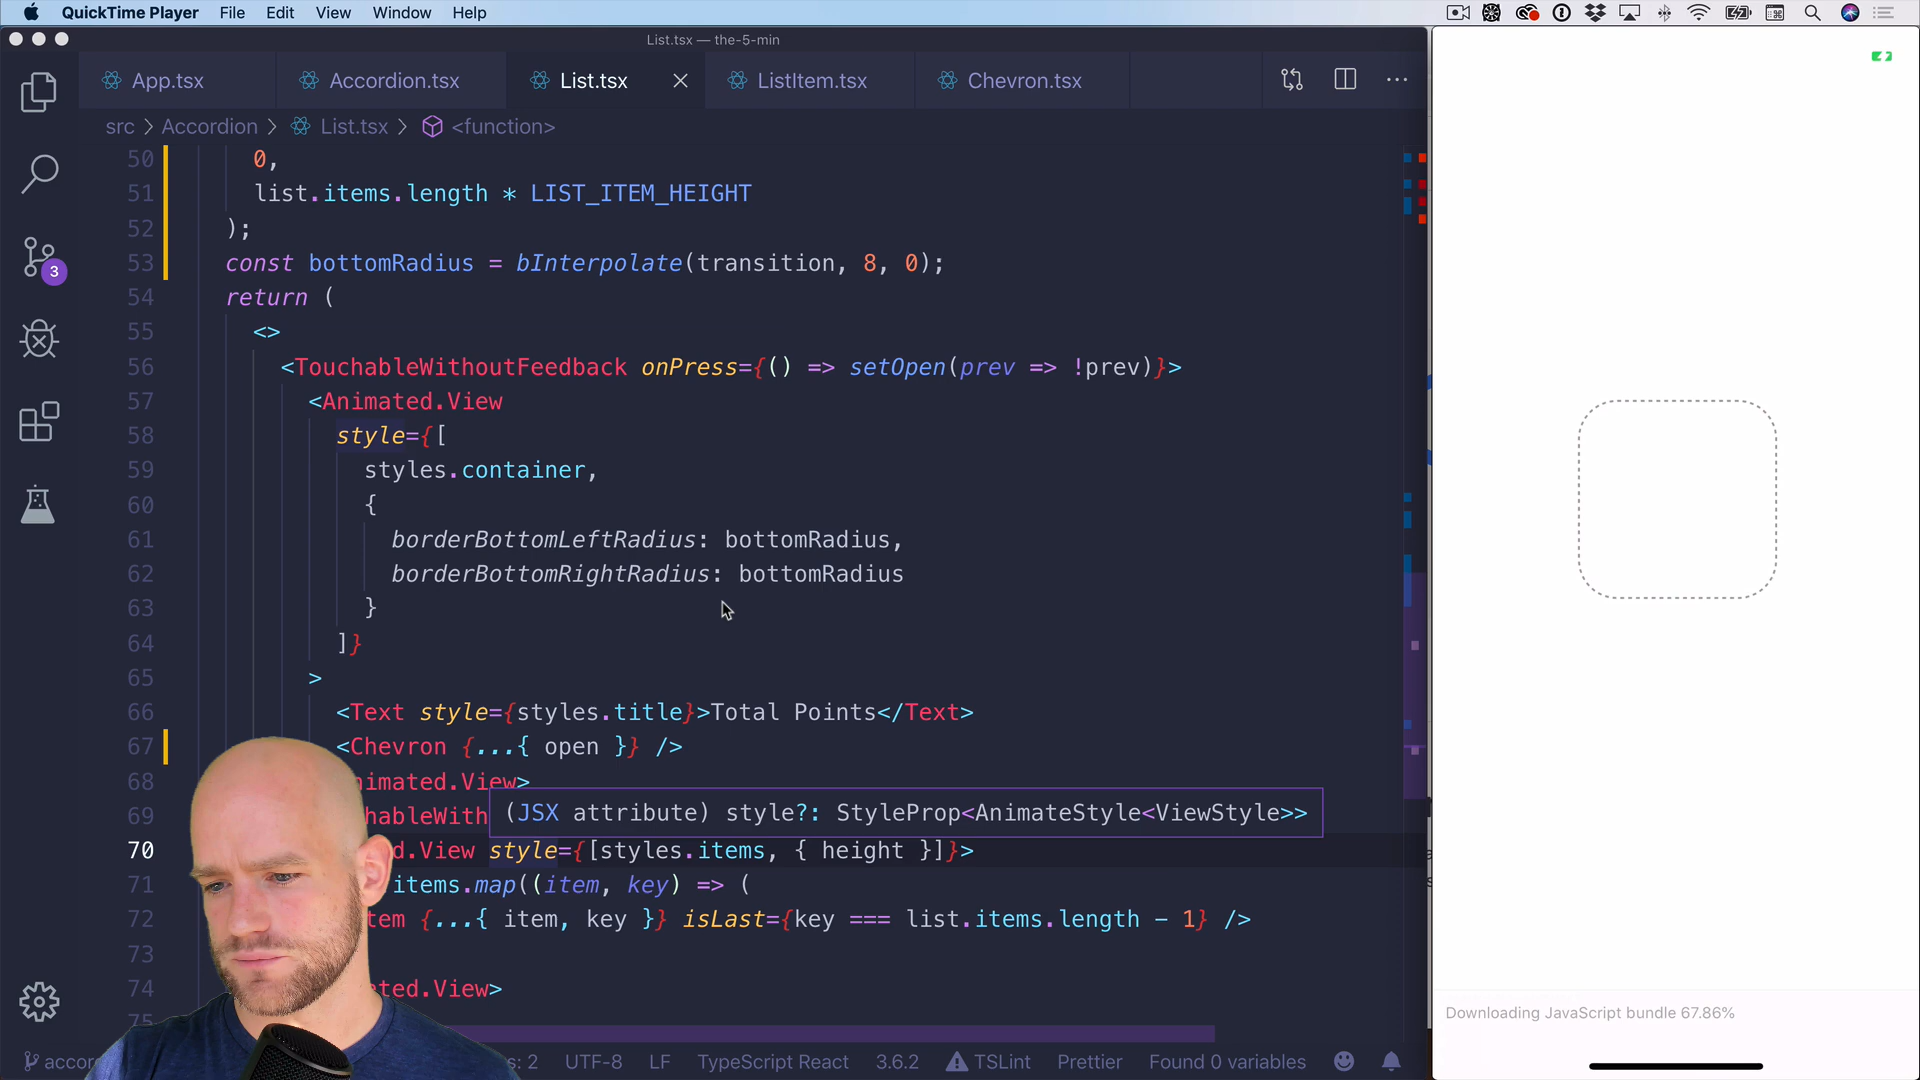 QuickTime Player File Edit View Window Help
List.tsx — the-5-min
App.tsx Accordion.tsx List.tsx ListItem.tsx Chevron.tsx
src > Accordion > List.tsx > <function>
50 0,
51 list.items.length * LIST_ITEM_HEIGHT
52 );
53 const bottomRadius = bInterpolate(transition, 8, 0);
54 return (
55 <>
56 <TouchableWithoutFeedback onPress={() => setOpen(prev => !prev)}>
57 <Animated.View
58 style={[
59 styles.container,
60 {
61 borderBottomLeftRadius: bottomRadius,
62 borderBottomRightRadius: bottomRadius
63 }
64 ]}
65 >
66 <Text style={styles.title}>Total Points</Text>
67 <Chevron {...{ open }} />
68 nimated.View>
69 hableWith
(JSX attribute) style?: StyleProp<AnimateStyle<ViewStyle>>
70 d.View style={[styles.items, { height }]}>
71 items.map((item, key) => (
72 tem {...{ item, key }} isLast={key === list.items.length - 1} />
73
74 ted.View>
75
3
accor s: 2 UTF-8 LF TypeScript React 3.6.2 TSLint Prettier Found 0 variables
Downloading JavaScript bundle 67.86%